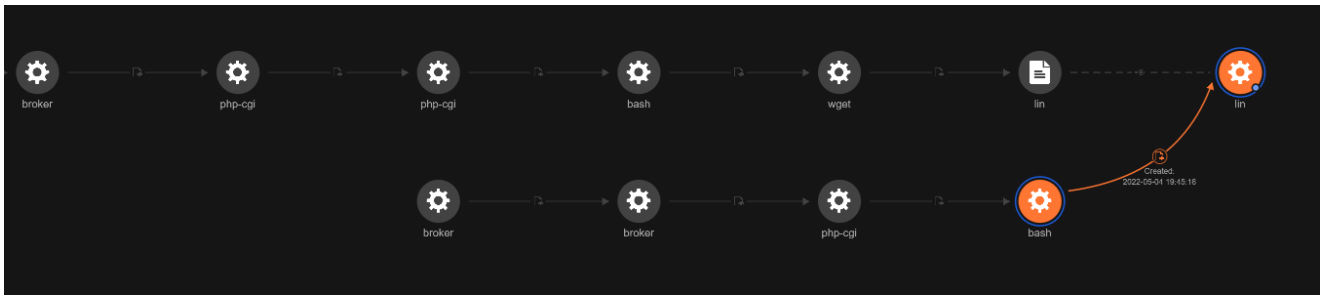 broker
php-cgi
php-cgi
bash
wget
lin
lin
Created:
2022-05-04 19:45:16
broker
broker
php-cgi
bash